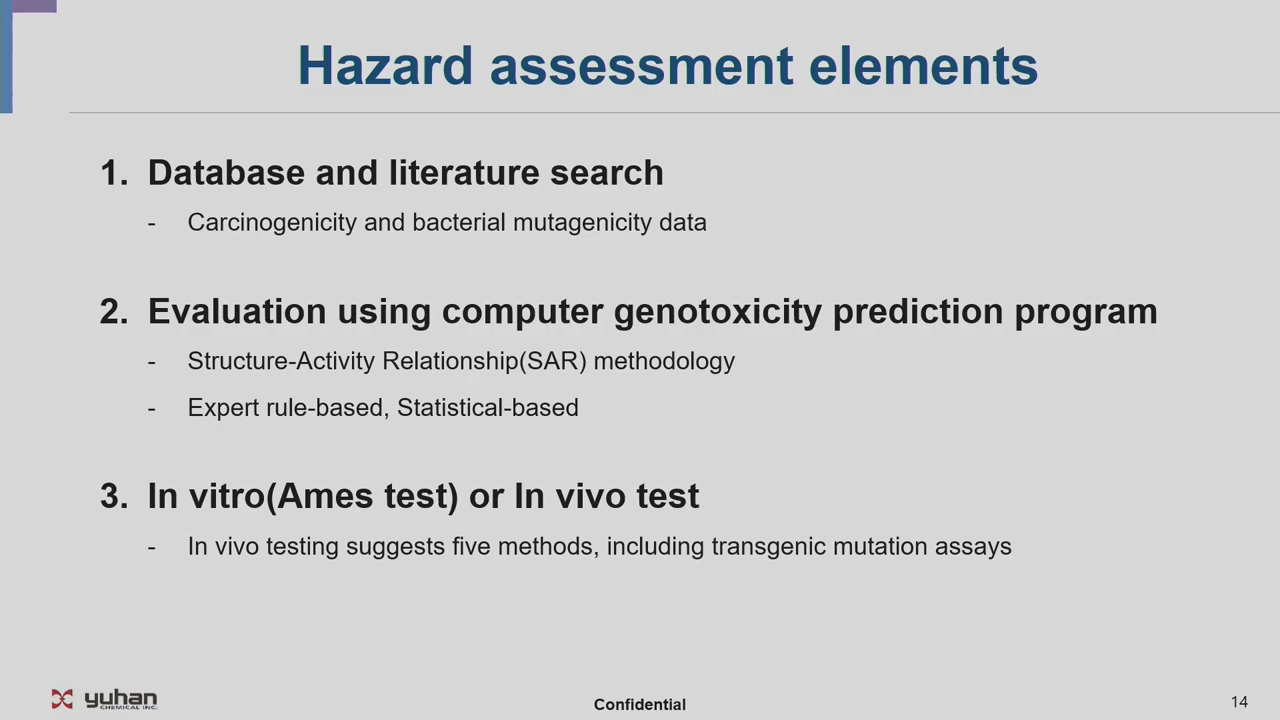 Hazard assessment elements
1. Database and literature search
- Carcinogenicity and bacterial mutagenicity data
2. Evaluation using computer genotoxicity prediction program
- Structure-Activity Relationship(SAR) methodology
- Expert rule-based, Statistical-based
3. In vitro(Ames test) or In vivo test
- In vivo testing suggests five methods, including transgenic mutation assays
yuhan
CHEMICAL INC.
Confidential
14